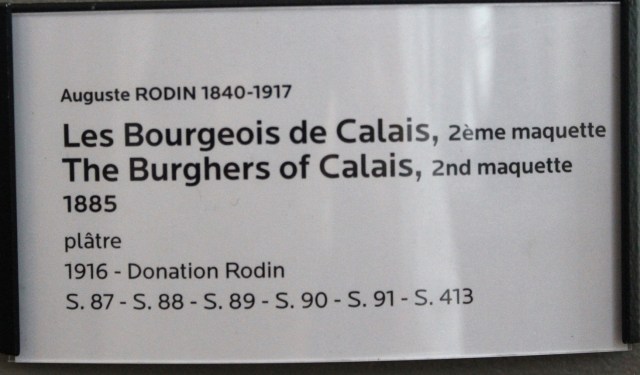 Auguste RODIN 1840-1917
Les Bourgeois de Calais, 2ème maquette
The Burghers of Calais, 2nd maquette
1885
plâtre
1916 - Donation Rodin
S. 87 - S. 88 - S. 89 - S. 90 - S. 91 - S. 413